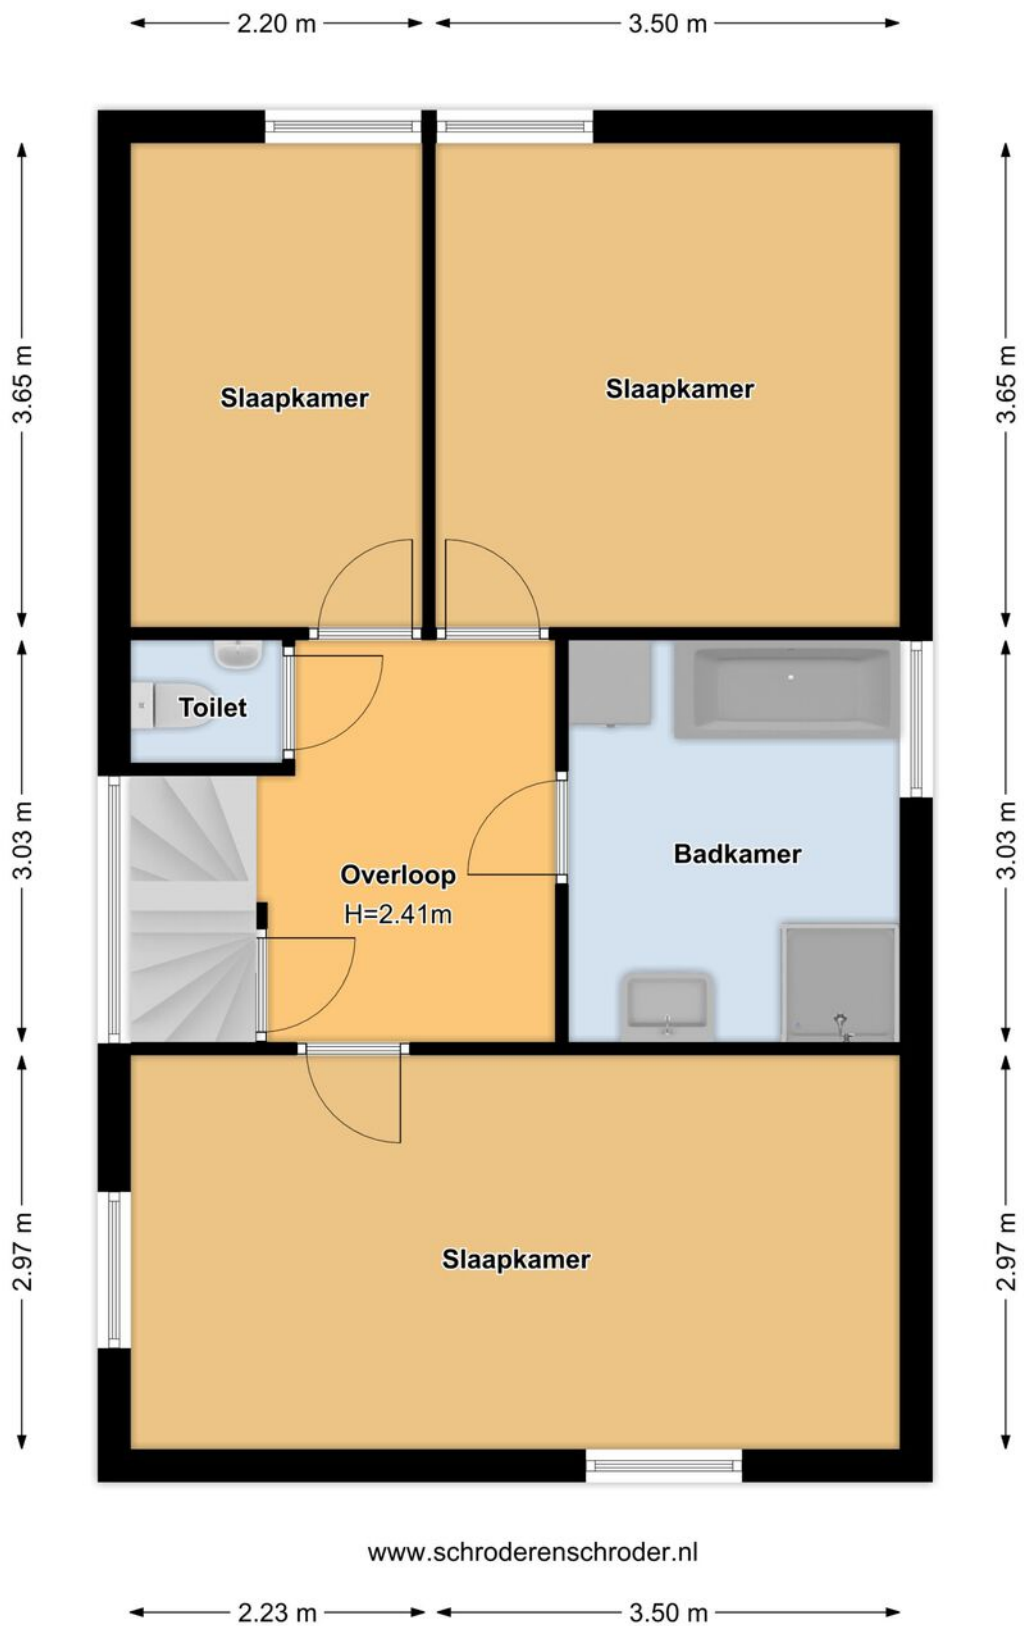 2.20 m
3.50 m
3.65 m
3.65 m
Slaapkamer
Slaapkamer
Toilet
3.03 m
3.03 m
Badkamer
Overloop
H=2.41m
2.97 m
2.97 m
Slaapkamer
www.schroderenschroder.nl
2.23 m
3.50 m